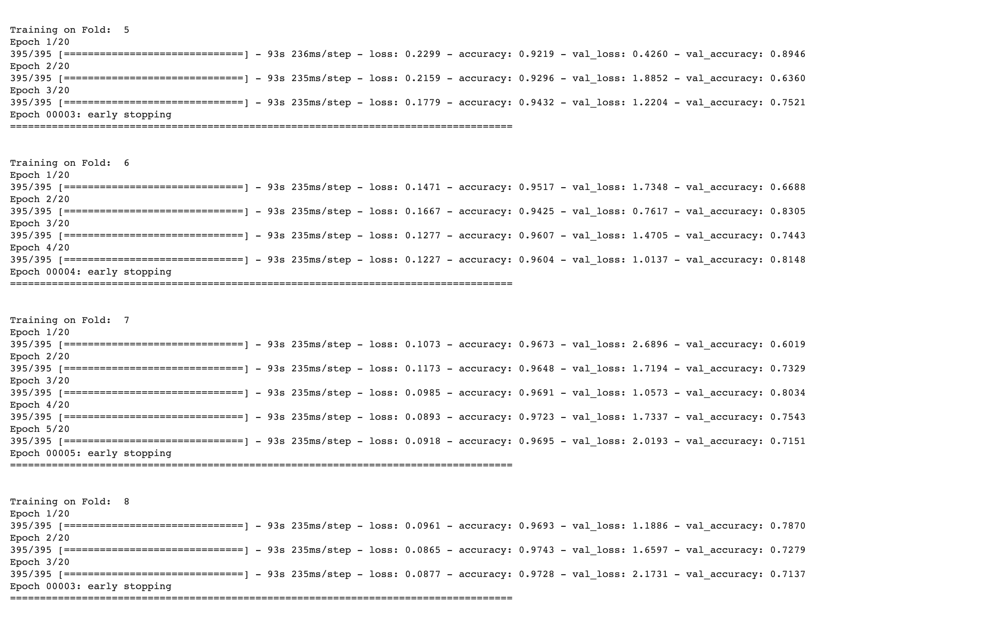 Training on Fold:  5
Epoch 1/20
395/395 [==============================] - 93s 236ms/step - loss: 0.2299 - accuracy: 0.9219 - val_loss: 0.4260 - val_accuracy: 0.8946
Epoch 2/20
395/395 [==============================] - 93s 235ms/step - loss: 0.2159 - accuracy: 0.9296 - val_loss: 1.8852 - val_accuracy: 0.6360
Epoch 3/20
395/395 [==============================] - 93s 235ms/step - loss: 0.1779 - accuracy: 0.9432 - val_loss: 1.2204 - val_accuracy: 0.7521
Epoch 00003: early stopping
====================================================================================
Training on Fold:  6
Epoch 1/20
395/395 [==============================] - 93s 235ms/step - loss: 0.1471 - accuracy: 0.9517 - val_loss: 1.7348 - val_accuracy: 0.6688
Epoch 2/20
395/395 [==============================] - 93s 235ms/step - loss: 0.1667 - accuracy: 0.9425 - val_loss: 0.7617 - val_accuracy: 0.8305
Epoch 3/20
395/395 [==============================] - 93s 235ms/step - loss: 0.1277 - accuracy: 0.9607 - val_loss: 1.4705 - val_accuracy: 0.7443
Epoch 4/20
395/395 [==============================] - 93s 235ms/step - loss: 0.1227 - accuracy: 0.9604 - val_loss: 1.0137 - val_accuracy: 0.8148
Epoch 00004: early stopping
====================================================================================
Training on Fold:  7
Epoch 1/20
395/395 [==============================] - 93s 235ms/step - loss: 0.1073 - accuracy: 0.9673 - val_loss: 2.6896 - val_accuracy: 0.6019
Epoch 2/20
395/395 [==============================] - 93s 235ms/step - loss: 0.1173 - accuracy: 0.9648 - val_loss: 1.7194 - val_accuracy: 0.7329
Epoch 3/20
395/395 [==============================] - 93s 235ms/step - loss: 0.0985 - accuracy: 0.9691 - val_loss: 1.0573 - val_accuracy: 0.8034
Epoch 4/20
395/395 [==============================] - 93s 235ms/step - loss: 0.0893 - accuracy: 0.9723 - val_loss: 1.7337 - val_accuracy: 0.7543
Epoch 5/20
395/395 [==============================] - 93s 235ms/step - loss: 0.0918 - accuracy: 0.9695 - val_loss: 2.0193 - val_accuracy: 0.7151
Epoch 00005: early stopping
====================================================================================
Training on Fold:  8
Epoch 1/20
395/395 [==============================] - 93s 235ms/step - loss: 0.0961 - accuracy: 0.9693 - val_loss: 1.1886 - val_accuracy: 0.7870
Epoch 2/20
395/395 [==============================] - 93s 235ms/step - loss: 0.0865 - accuracy: 0.9743 - val_loss: 1.6597 - val_accuracy: 0.7279
Epoch 3/20
395/395 [==============================] - 93s 235ms/step - loss: 0.0877 - accuracy: 0.9728 - val_loss: 2.1731 - val_accuracy: 0.7137
Epoch 00003: early stopping
====================================================================================